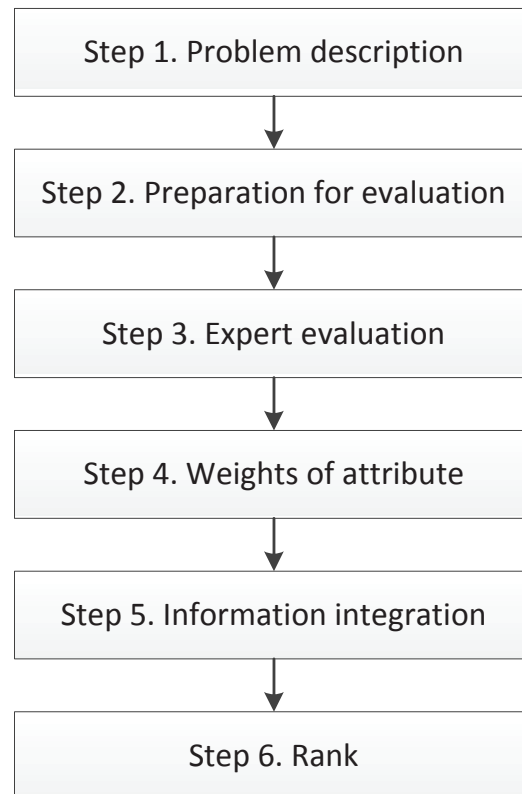 Step 1. Problem description
Step 2. Preparation for evaluation
Step 3. Expert evaluation
Step 4. Weights of attribute
Step 5. Information integration
Step 6. Rank